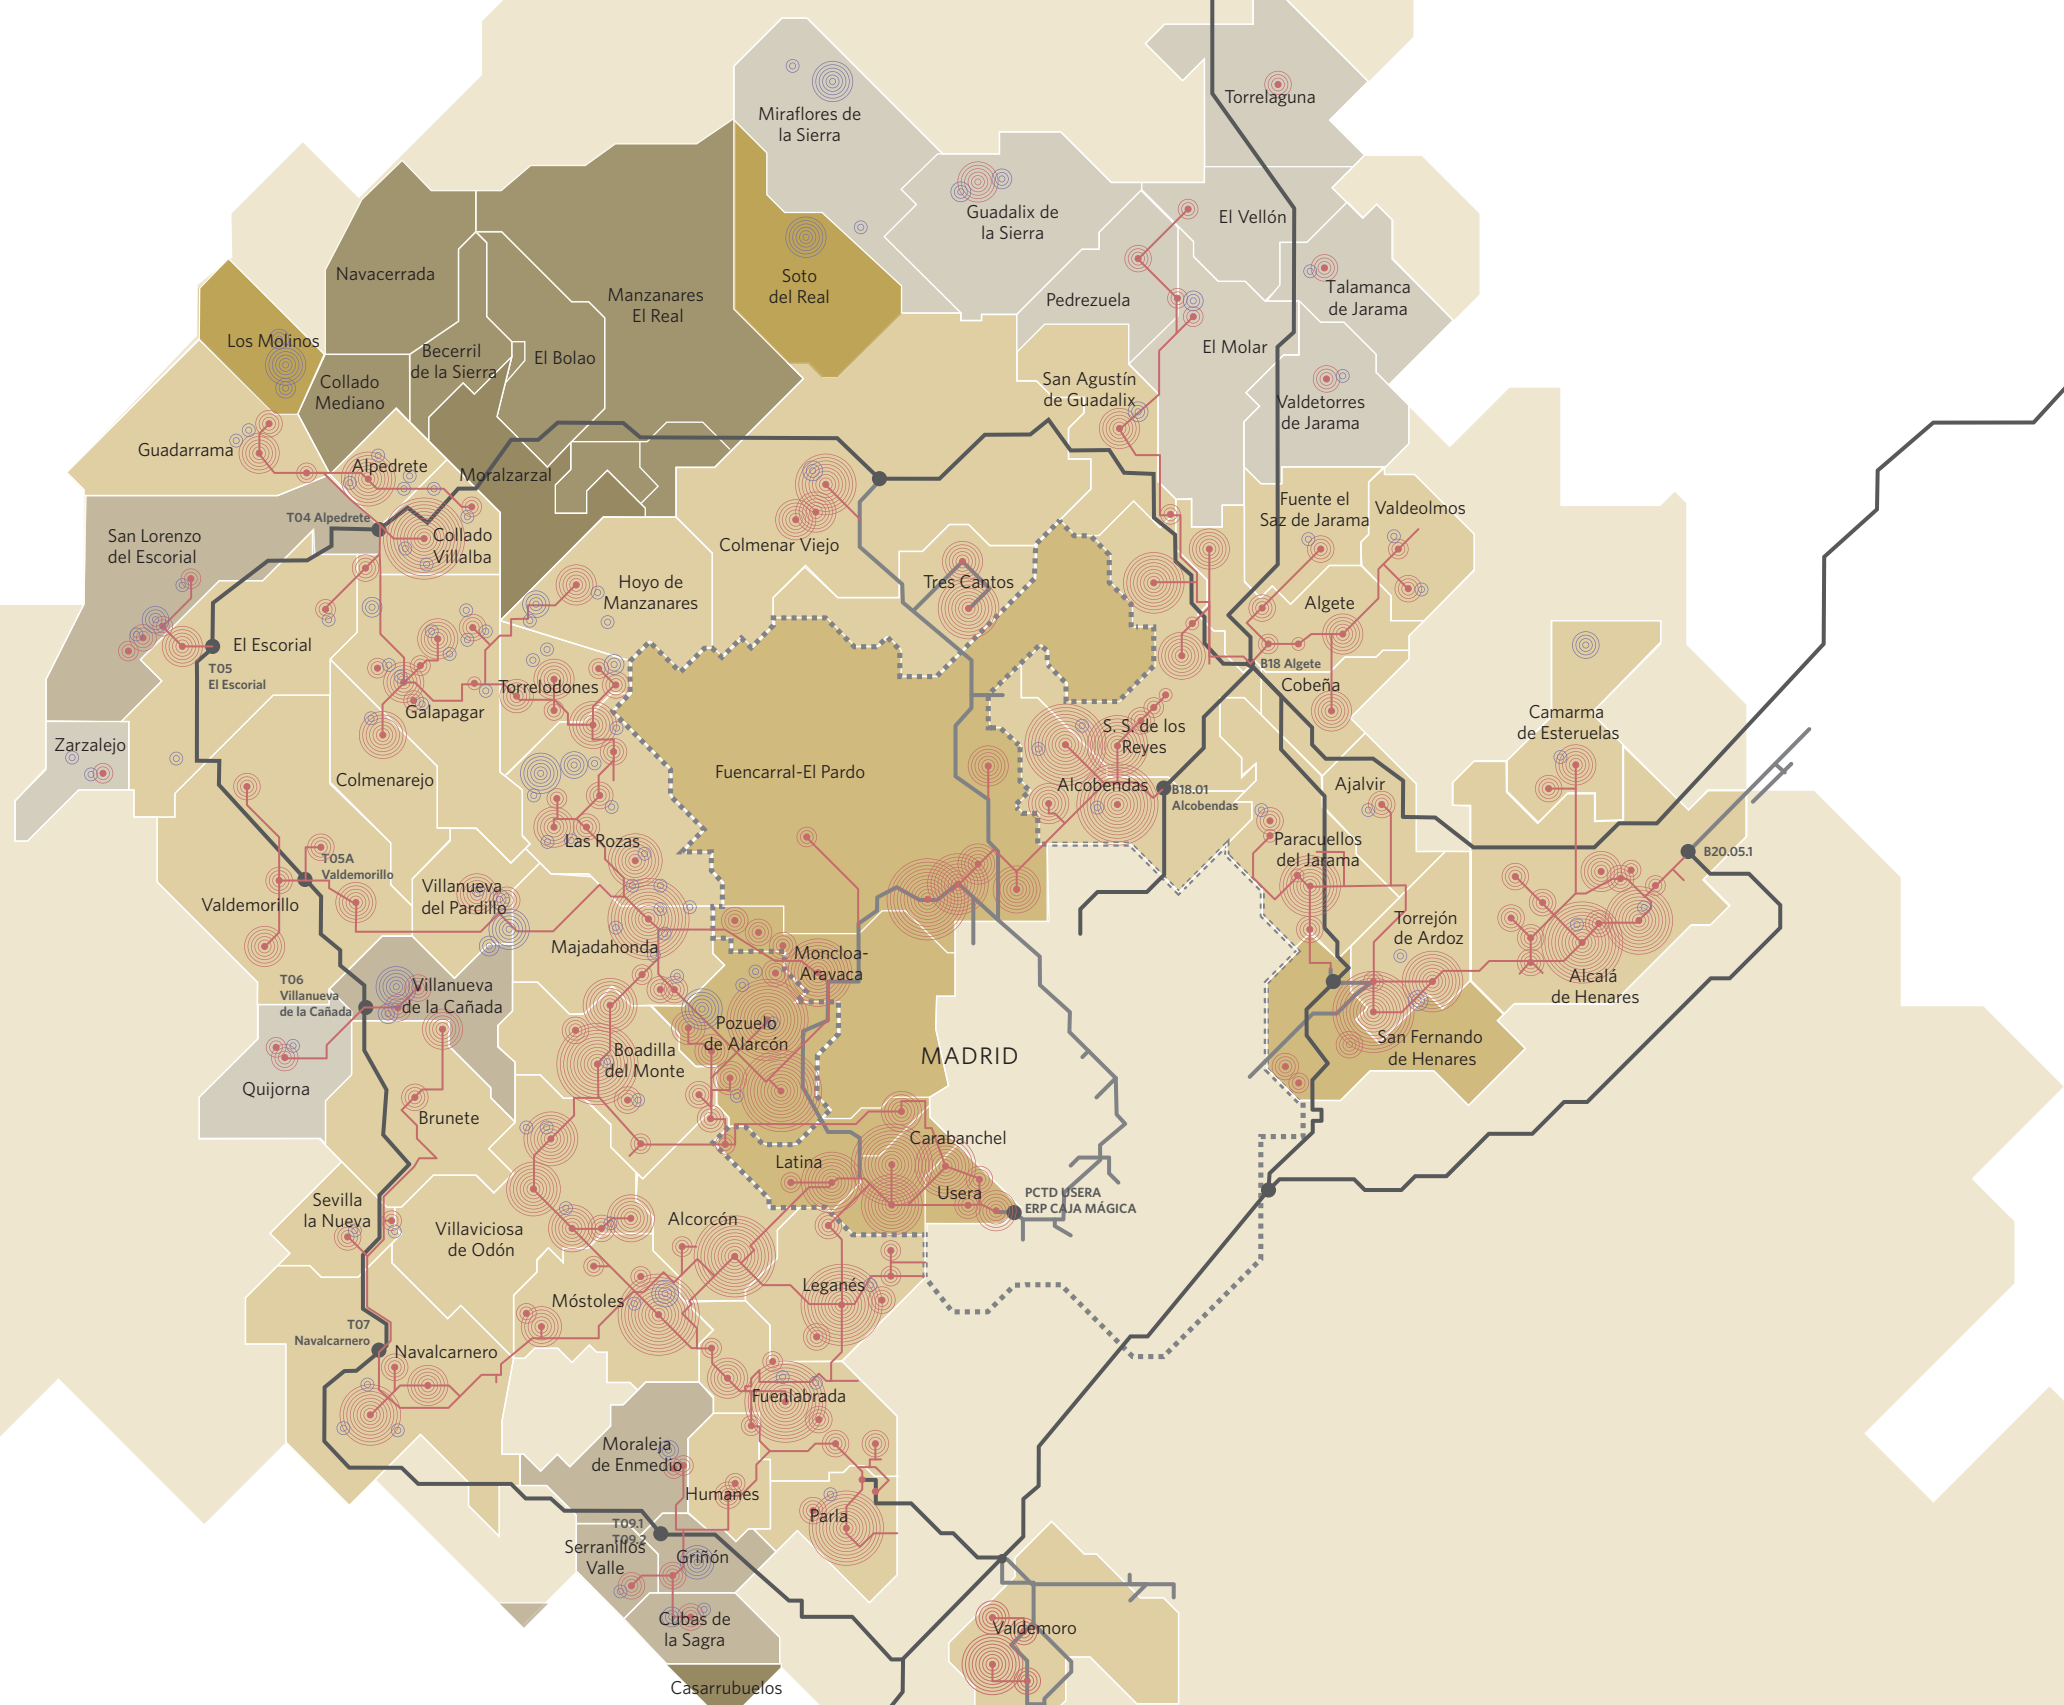 Torrelaguna
Miraflores de
la Sierra
Guadalix de
la Sierra
El Vellón
Navacerrada
Soto
del Real
Manzanares
El Real
Pedrezuela
Talamanca
de Jarama
Los Molinos
Becerril
de la Sierra
El Bolao
El Molar
Collado
Mediano
San Agustín
de Guadalix
Valdetorres
de Jarama
Guadarrama
Alpedrete
Moralzarzal
T04 Alpedrete
Fuente el
Saz de Jarama
Valdeolmos
San Lorenzo
del Escorial
Collado
Villalba
Colmenar Viejo
Tres Cantos
Hoyo de
Manzanares
Algete
El Escorial
T05
El Escorial
B18 Algete
Cobeña
Torrelodones
Galapagar
S. S. de los
Reyes
Camarma
de Esteruelas
Zarzalejo
Colmenarejo
Fuencarral-El Pardo
Alcobendas
B18.01
Alcobendas
Ajalvir
Las Rozas
Paracuellos
del Jarama
B20.05.1
T05A
Valdemorillo
Villanueva
del Pardillo
Valdemorillo
Majadahonda
Moncloa-
Aravaca
Torrejón
de Ardoz
Alcalá
de Henares
T06
Villanueva
de la Cañada
Villanueva
de la Cañada
Pozuelo
de Alarcón
Boadilla
del Monte
MADRID
San Fernando
de Henares
Quijorna
Brunete
Carabanchel
Latina
Usera
PCTD USERA
ERP CAJA MÁGICA
Sevilla
la Nueva
Villaviciosa
de Odón
Alcorcón
Leganés
Móstoles
T07
Navalcarnero
Navalcarnero
Fuenlabrada
Moraleja
de Enmedio
Humanes
Parla
T09.1
T09.2
Serranillos
Valle
Griñón
Cubas de
la Sagra
Valdemoro
Casarrubuelos